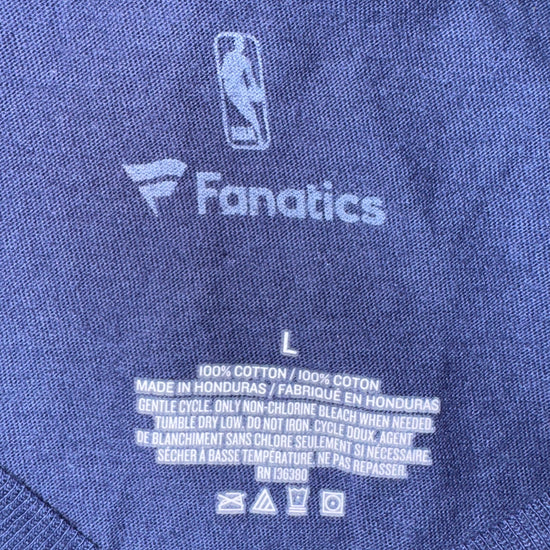 Fanatics
L
100% COTTON / 100% COTON
MADE IN HONDURAS / FABRIQUÉ EN HONDURAS
GENTLE CYCLE. ONLY NON-CHLORINE BLEACH WHEN NEEDED.
TUMBLE DRY LOW. DO NOT IRON. CYCLE DOUX. AGENT
DE BLANCHIMENT SANS CHLORE SEULEMENT SI NÉCESSAIRE.
SÉCHER À BASSE TEMPÉRATURE. NE PAS REPASSER.
RN 136380